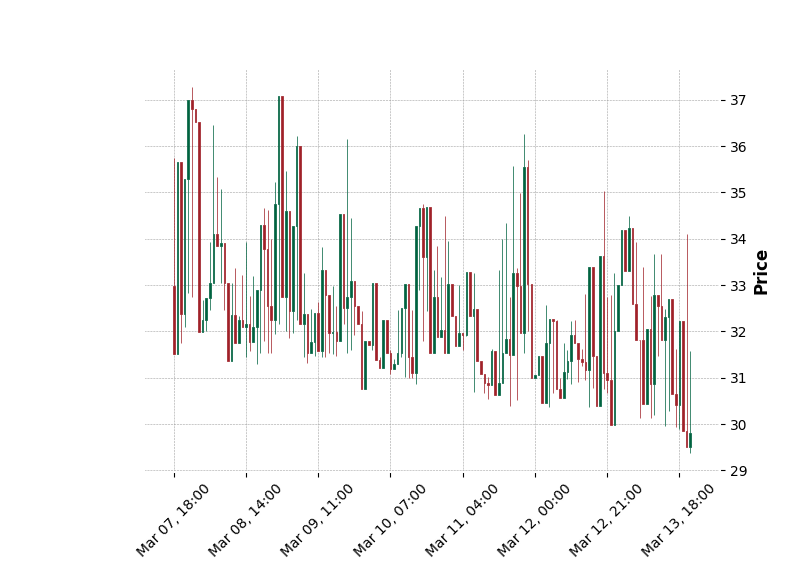 37
36
35
34
33
32
31
30
29
Price
Mar 07, 18:00
Mar 08, 14:00
Mar 09, 11:00
Mar 10, 07:00
Mar 11, 04:00
Mar 12, 00:00
Mar 12, 21:00
Mar 13, 18:00